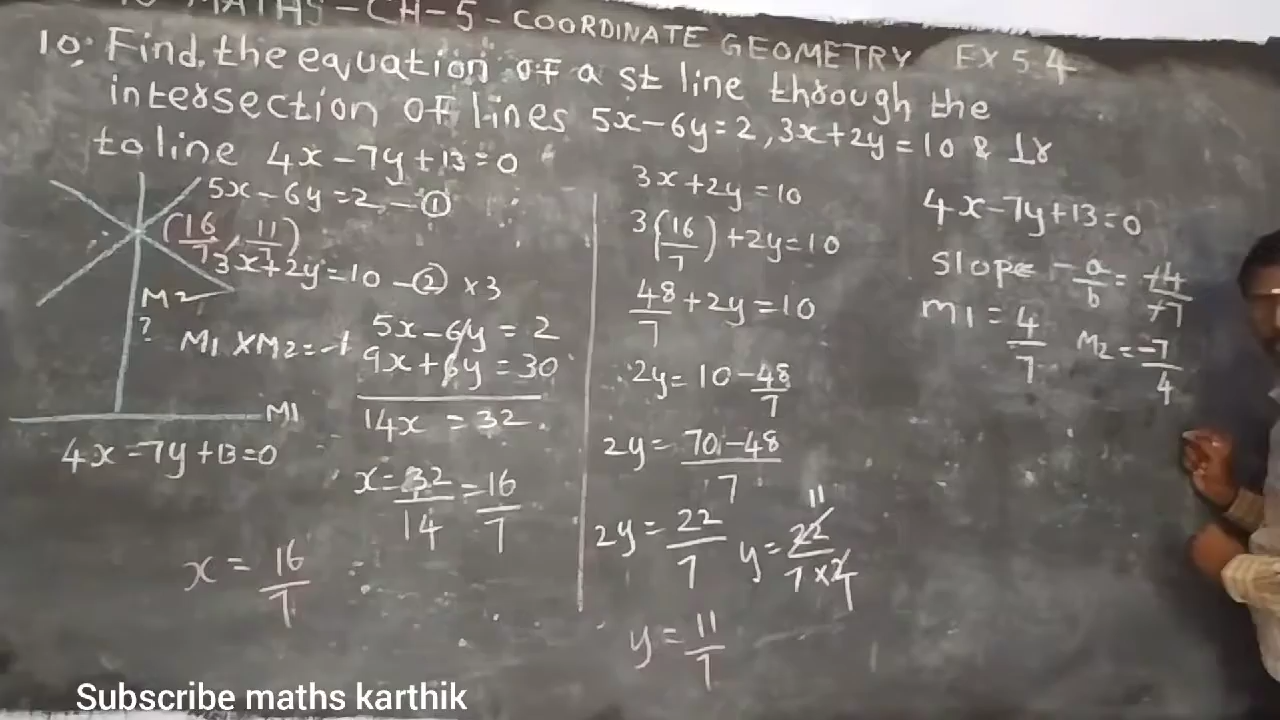 MATHS-CH-5-COORDINATE GEOMETRY EX 5.4
10. Find the equation of a st line through the
intersection of lines 5x-6y=2, 3x+2y=10 & ⊥r
to line 4x-7y+13=0
5x-6y=2 -①
(16/7, 11/7)
3x+2y=10 -② ×3
M2
?
M1 ×M2=-1
5x-6y=2
9x+6y=30
14x=32
M1
4x-7y+13=0
x=32/14=16/7
x=16/7
3x+2y=10
3(16/7)+2y=10
48/7+2y=10
2y=10-48/7
2y=70-48/7
2y=22/7
11
y=22/7×2
1
y=11/7
4x-7y+13=0
Slope -a/b=+4/+7
m1=4/7
M2=-7/4
Subscribe maths karthik